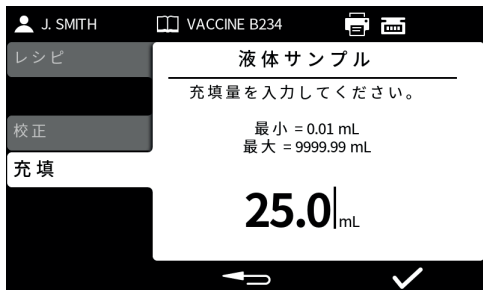 J. SMITH
VACCINE B234
レシピ
校正
充填
液体サンプル
充填量を入力してください。
最小 = 0.01 mL
最大 = 9999.99 mL
25.0 mL